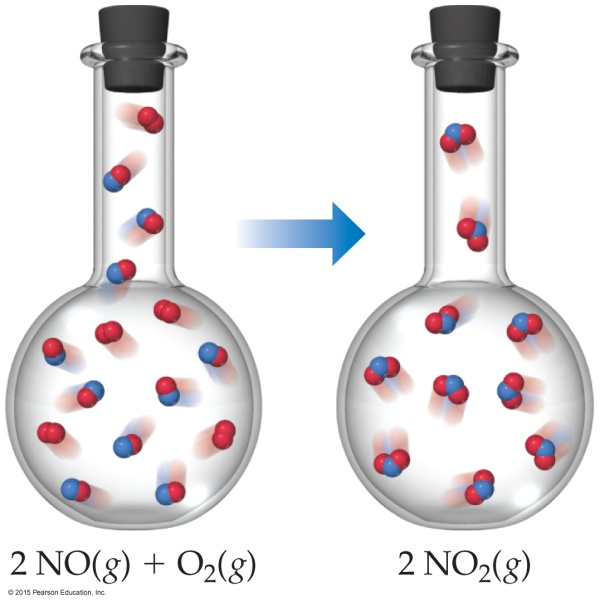 2 NO(g) + O₂(g)
2 NO₂(g)
© 2015 Pearson Education, Inc.